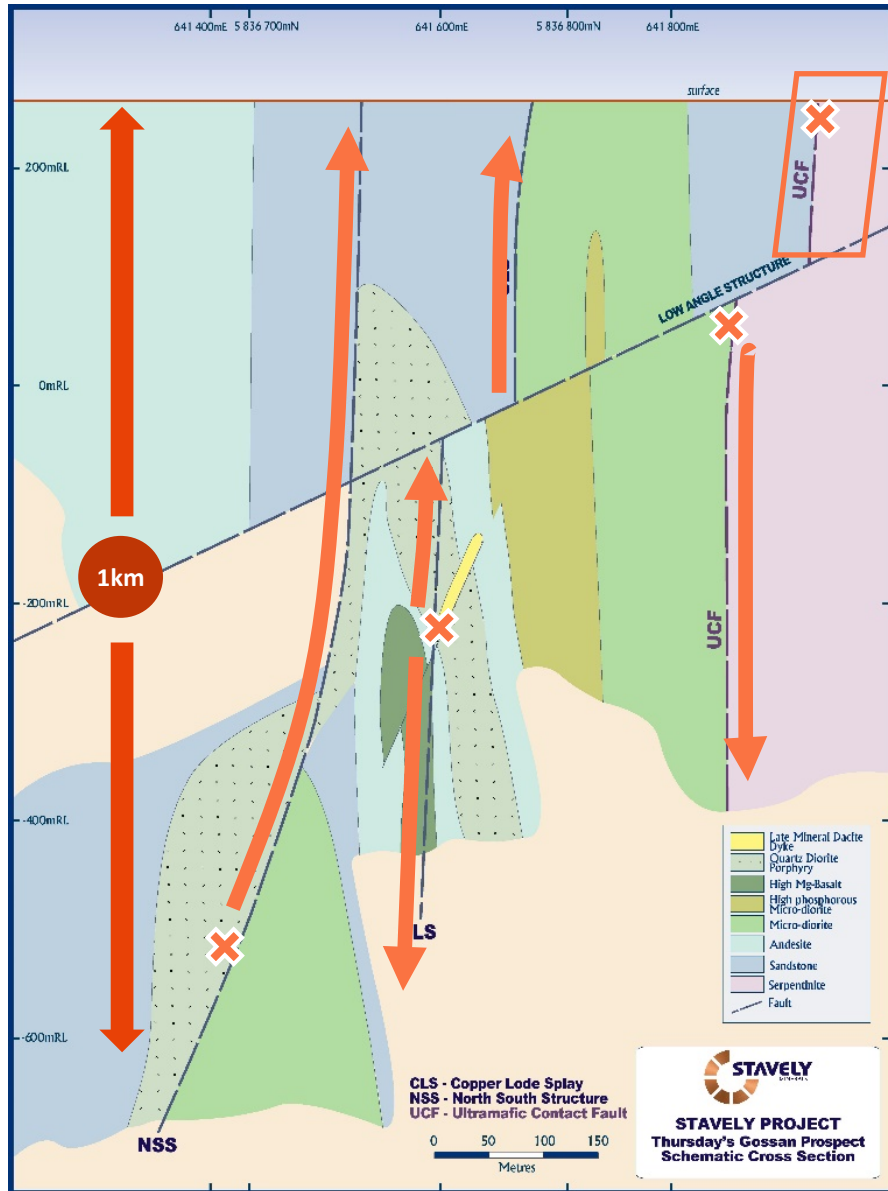 641 400mE 5 836 700mN 641 600mE 5 836 800mN 641 800mE
surface
200mRL
UCF
LOW ANGLE STRUCTURE
0mRL
1km
-200mRL
UCF
-400mRL
LS
-600mRL
NSS
Late Mineral Dacite
Dyke
Quartz Diorite
Porphyry
High Mg-Basalt
High phosphorous
Micro-diorite
Micro-diorite
Andesite
Sandstone
Serpentinite
Fault
CLS - Copper Lode Splay
NSS - North South Structure
UCF - Ultramafic Contact Fault
0 50 100 150
Metres
STAVELY
MINERALS
STAVELY PROJECT
Thursday's Gossan Prospect
Schematic Cross Section